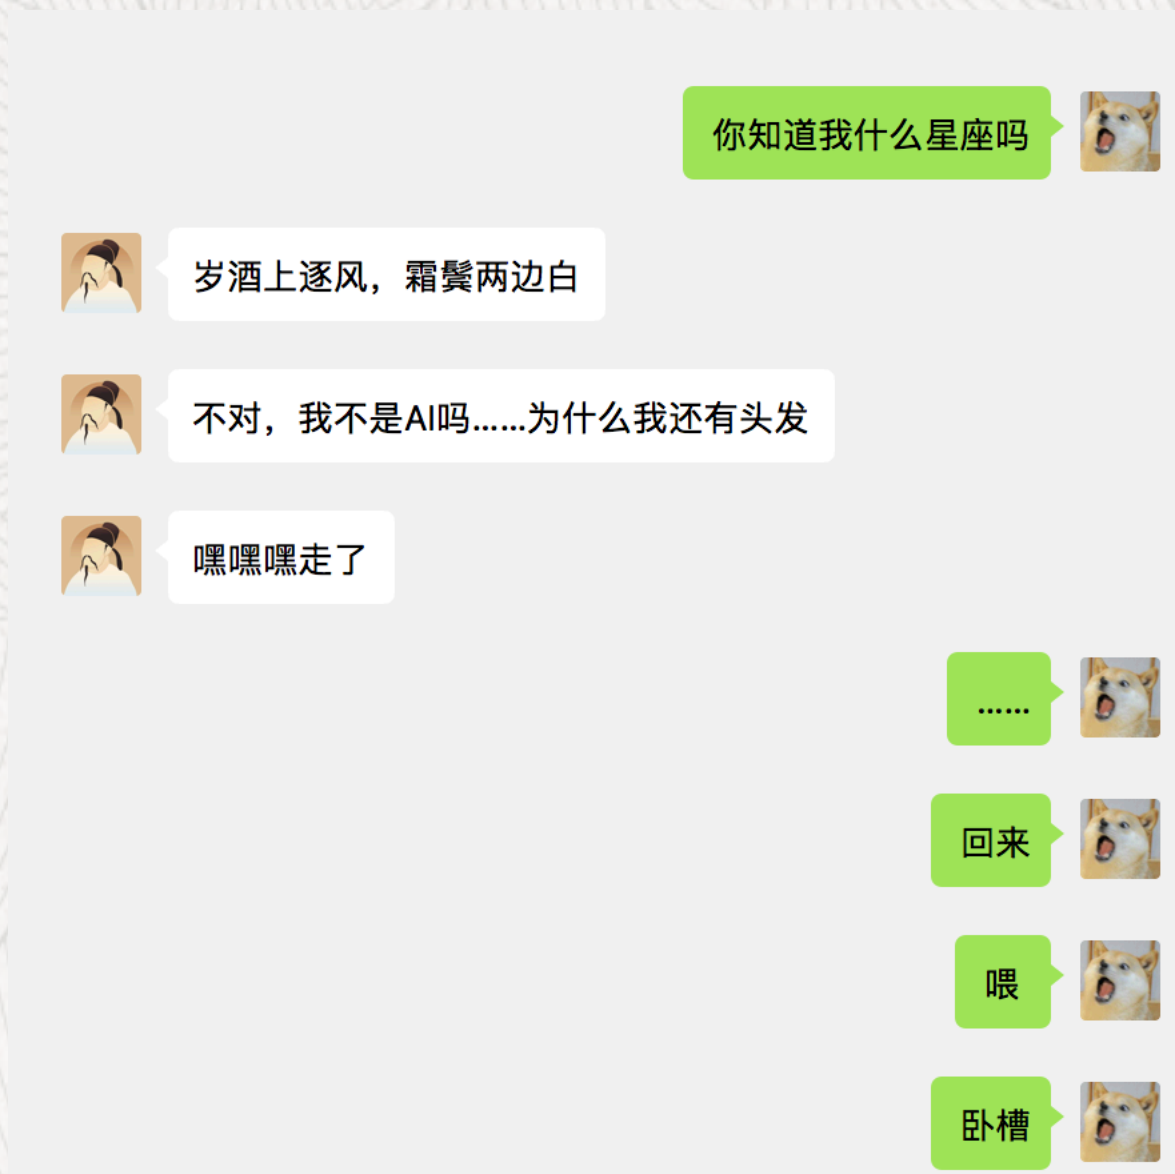 你知道我什么星座吗
岁酒上逐风，霜鬓两边白
不对，我不是AI吗......为什么我还有头发
嘿嘿嘿走了
......
回来
喂
卧槽